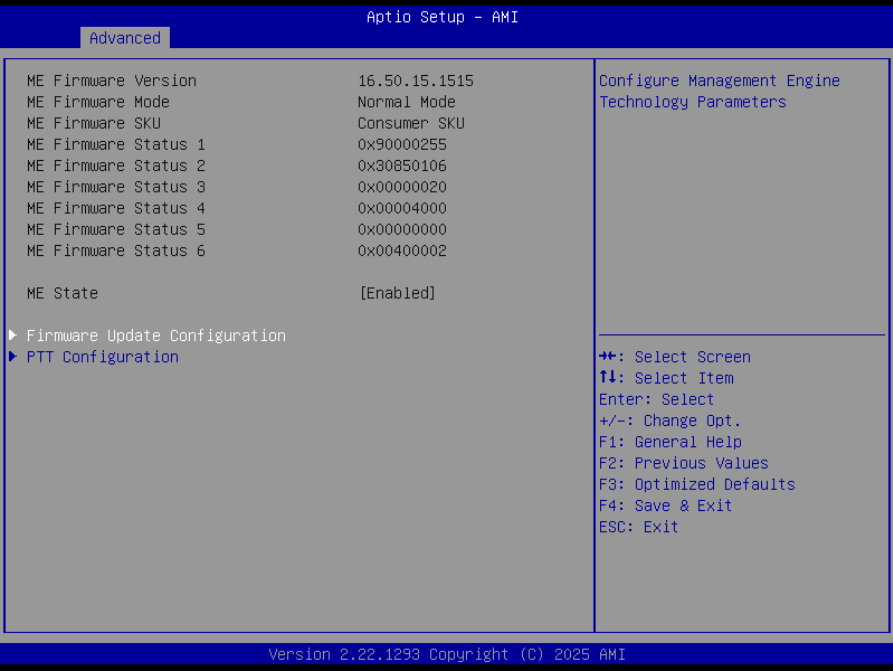 Aptio Setup – AMI
Advanced
ME Firmware Version 16.50.15.1515
ME Firmware Mode Normal Mode
ME Firmware SKU Consumer SKU
ME Firmware Status 1 0x90000255
ME Firmware Status 2 0x30850106
ME Firmware Status 3 0x00000020
ME Firmware Status 4 0x00004000
ME Firmware Status 5 0x00000000
ME Firmware Status 6 0x00400002
ME State [Enabled]
Firmware Update Configuration
PTT Configuration
Configure Management Engine
Technology Parameters
→←: Select Screen
↑↓: Select Item
Enter: Select
+/-: Change Opt.
F1: General Help
F2: Previous Values
F3: Optimized Defaults
F4: Save & Exit
ESC: Exit
Version 2.22.1293 Copyright (C) 2025 AMI